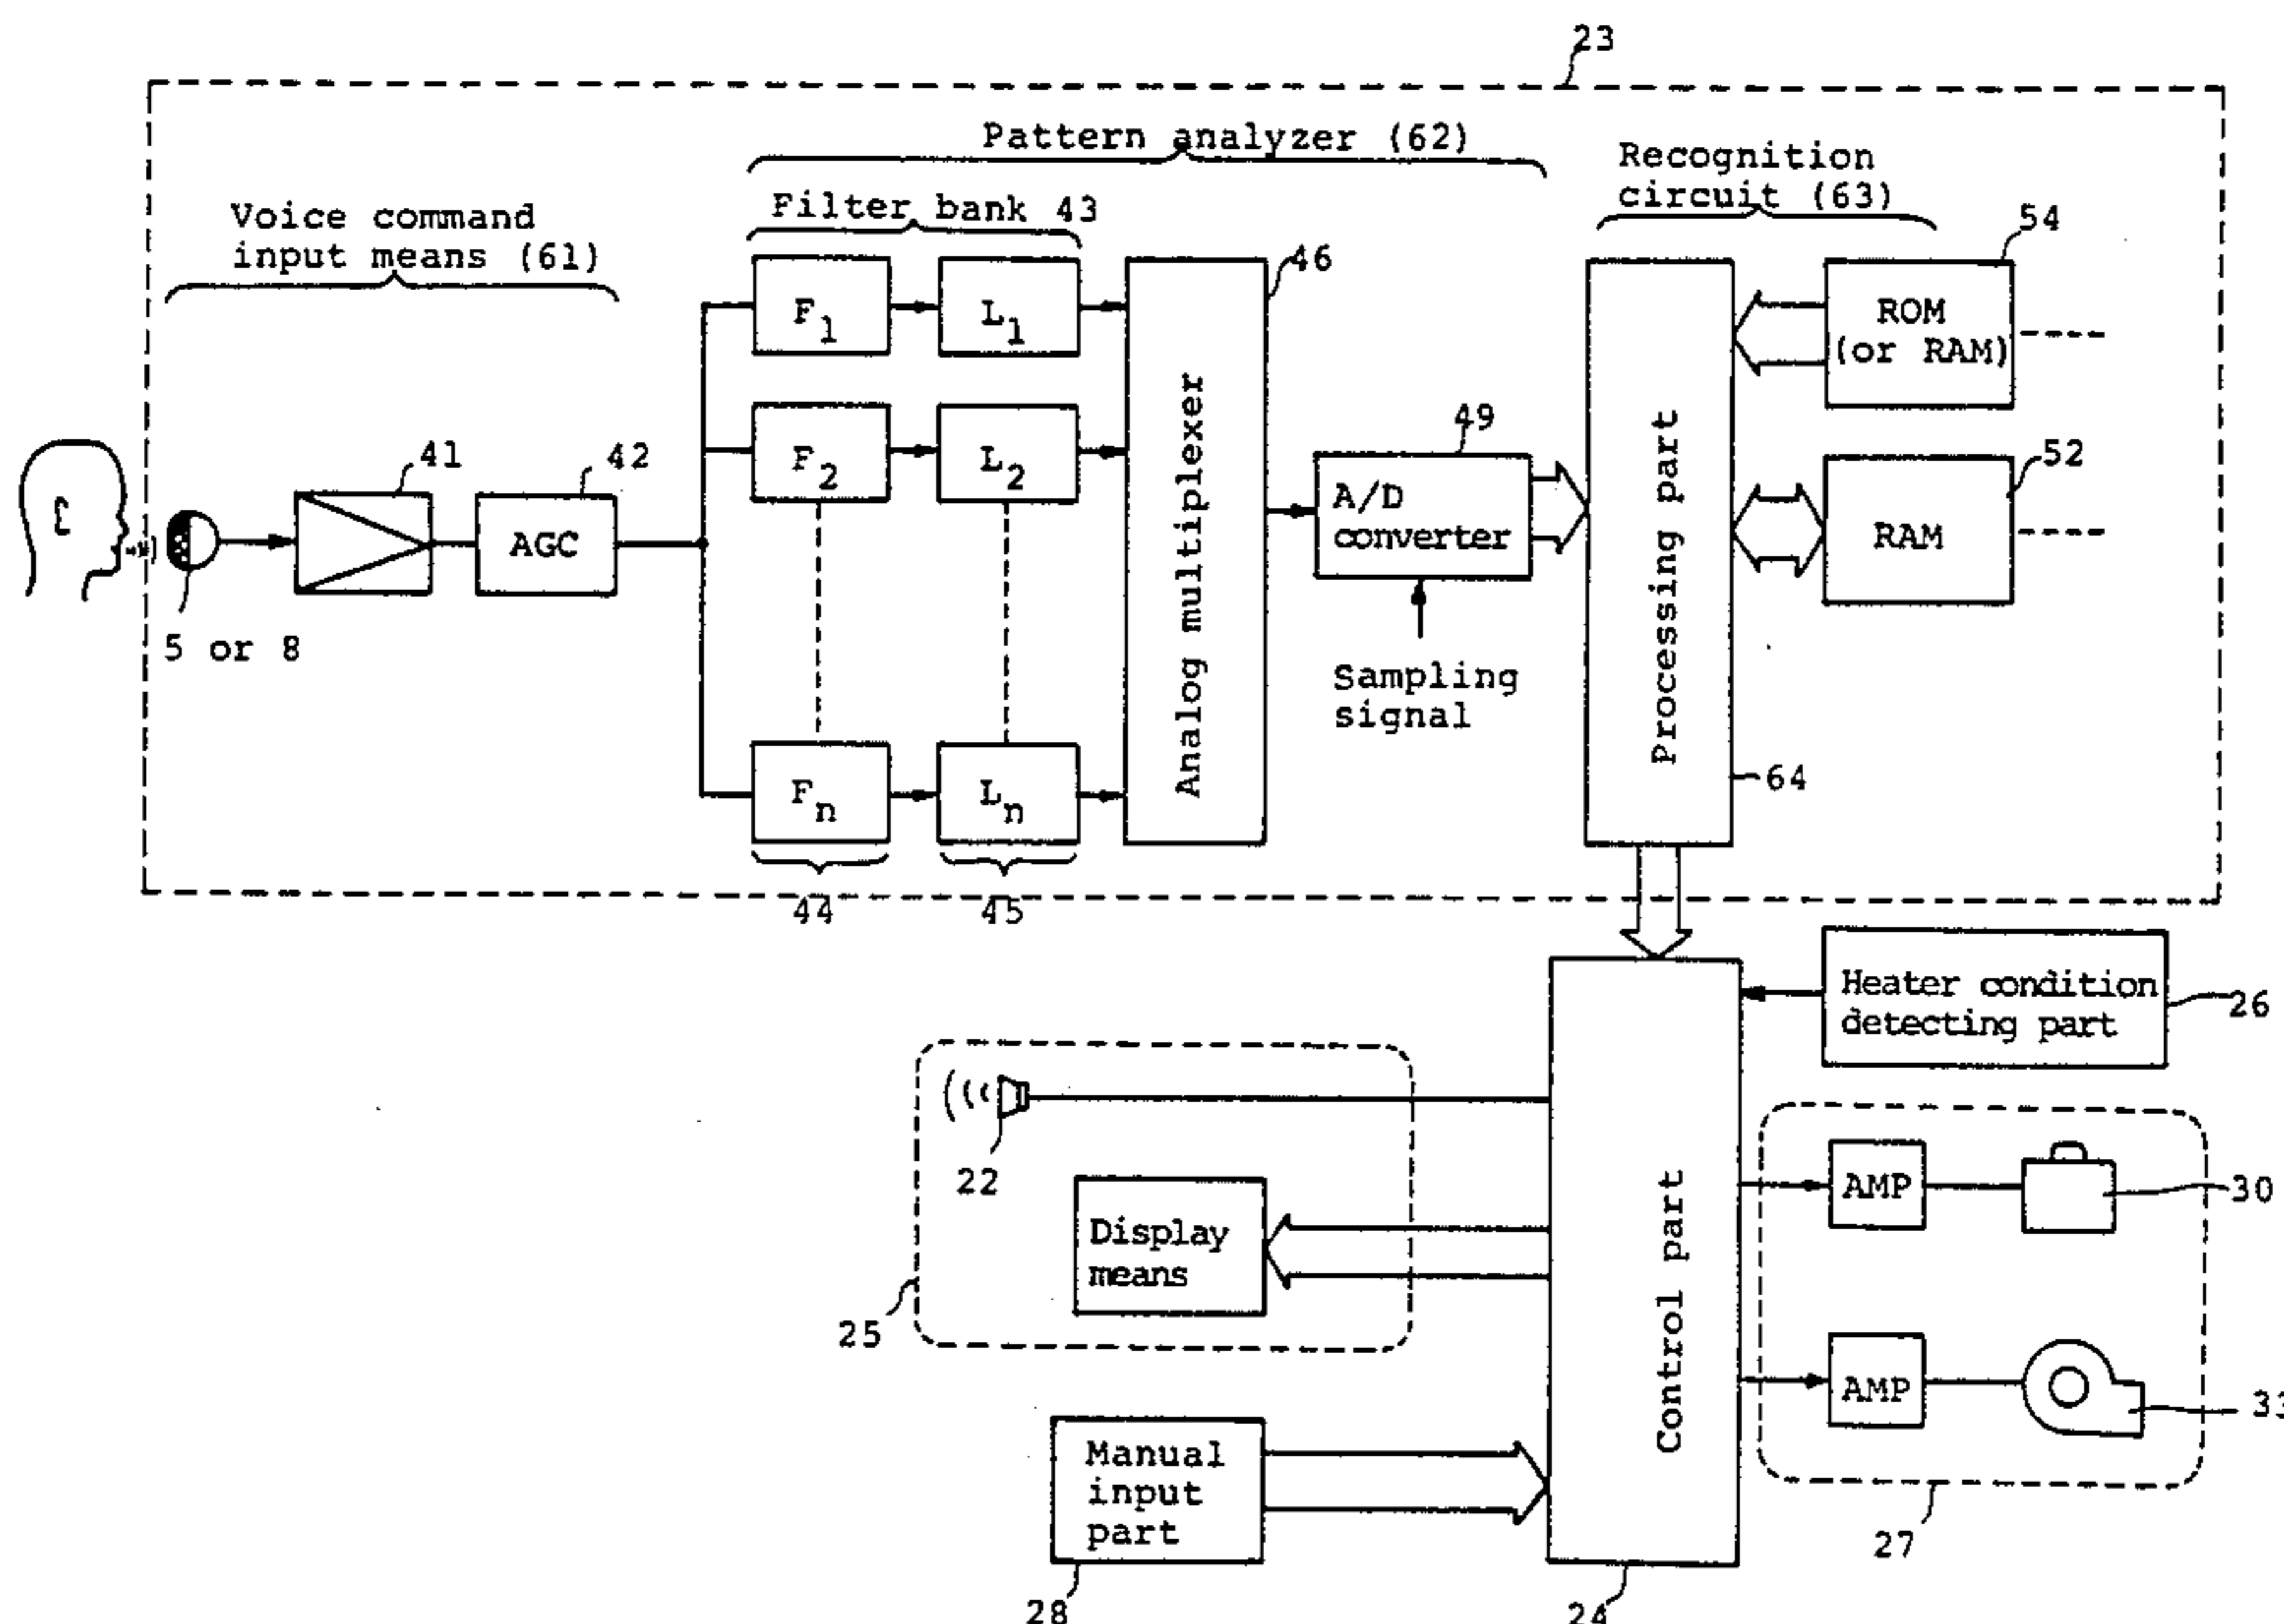 23
Pattern analyzer (62)
Recognition
circuit (63)
Voice command
input means (61)
Filter bank 43
54
46
F1
L1
ROM
(or RAM)
41
42
F2
L2
49
52
A/D
converter
AGC
RAM
Analog multiplexer
Processing part
5 or 8
Sampling
signal
Fn
Ln
64
44
45
Heater condition
detecting part
26
22
AMP
30
Display
means
25
Control part
AMP
33
Manual
input
part
27
28
24